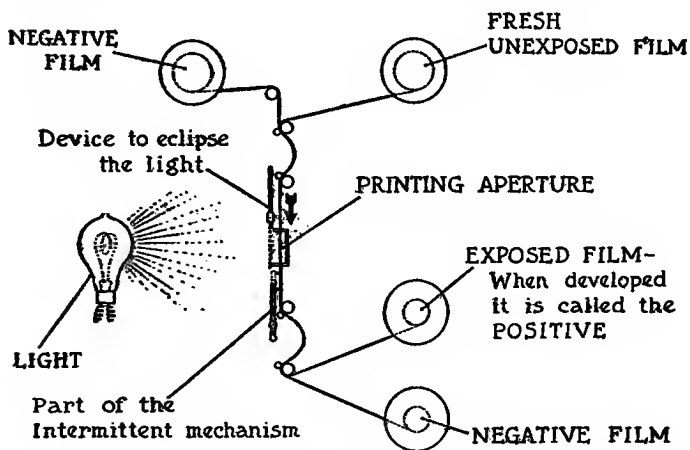 NEGATIVE
FILM
FRESH
UNEXPOSED FILM
Device to eclipse
the light
PRINTING APERTURE
EXPOSED FILM-
When developed
It is called the
POSITIVE
LIGHT
Part of the
Intermittent mechanism
NEGATIVE FILM